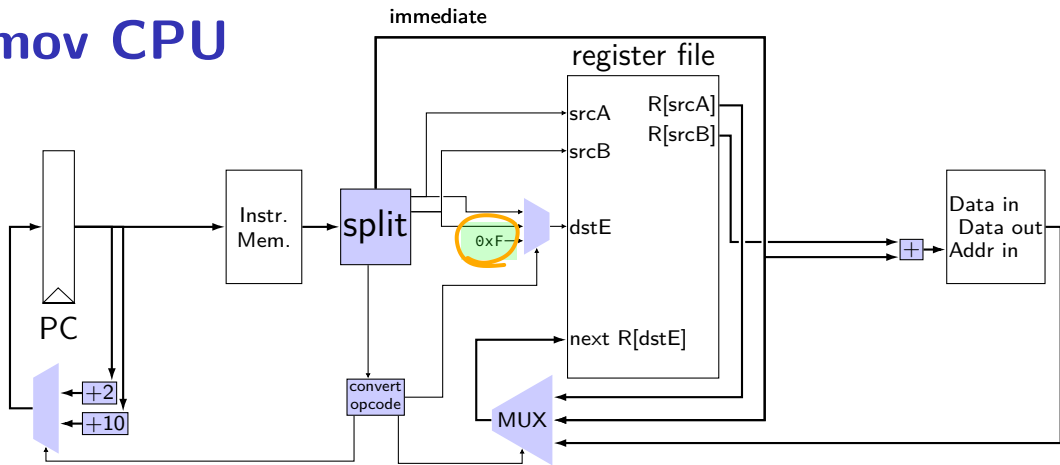 mov CPU
immediate
register file
srcA
srcB
dstE
next R[dstE]
R[srcA]
R[srcB]
PC
+2
+10
Instr.
Mem.
split
0xF
convert
opcode
MUX
+
Data in
Data out
Addr in